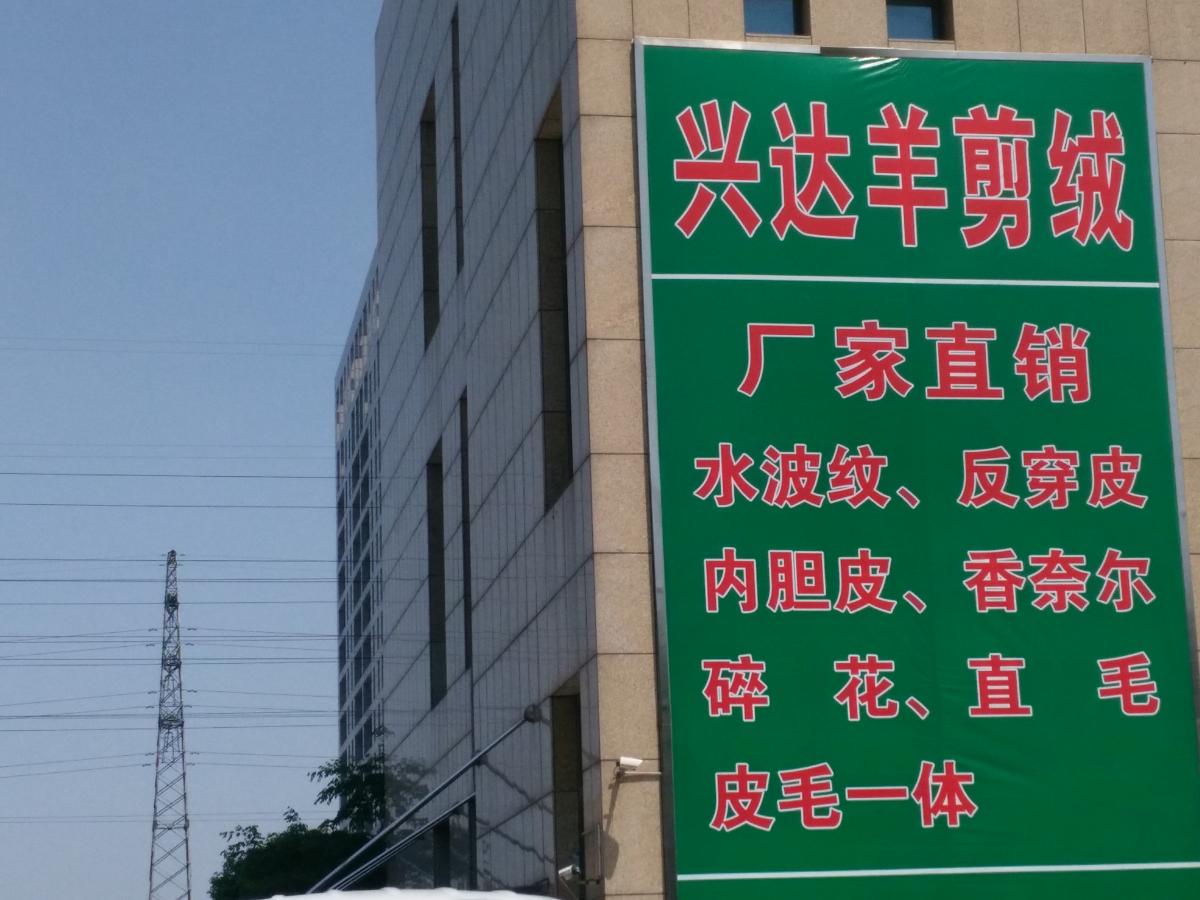 兴达羊剪绒
厂家直销
水波纹、反穿皮
内胆皮、香奈尔
碎 花、直 毛
皮毛一体